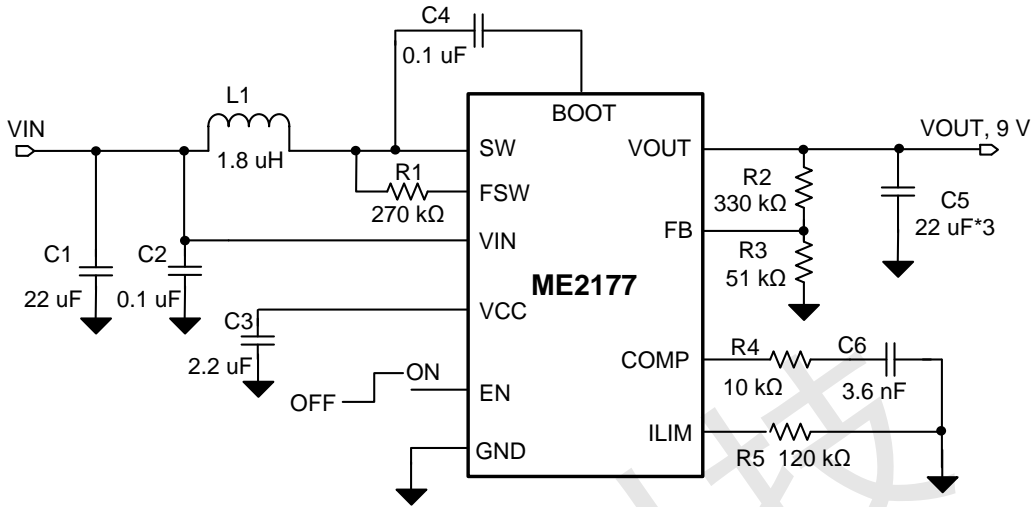 C4
0.1 uF
L1
1.8 uH
VIN
BOOT
VOUT, 9 V
SW
VOUT
R1
270 kΩ
FSW
R2
330 kΩ
C5
22 uF*3
VIN
FB
R3
51 kΩ
C1
22 uF
C2
0.1 uF
ME2177
C3
2.2 uF
VCC
COMP
R4
10 kΩ
C6
3.6 nF
OFF
ON
EN
ILIM
R5 120 kΩ
GND
技